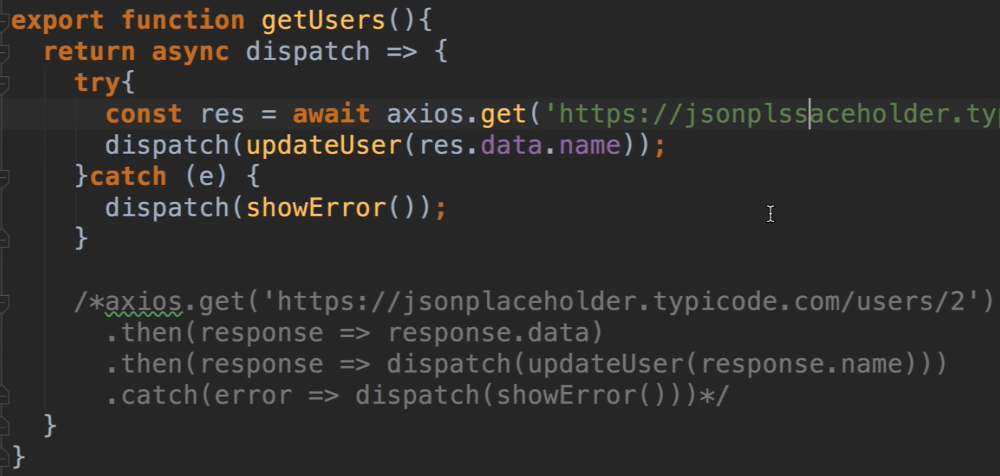 export function getUsers(){
return async dispatch => {
try{
const res = await axios.get('https://jsonplssaceholder.typ
dispatch(updateUser(res.data.name));
}catch (e) {
dispatch(showError());
}
/*axios.get('https://jsonplaceholder.typicode.com/users/2')
.then(response => response.data)
.then(response => dispatch(updateUser(response.name)))
.catch(error => dispatch(showError()))*/
}
}